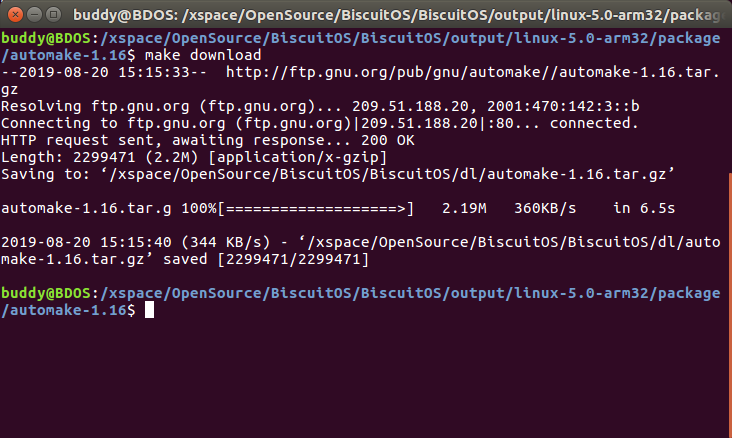 buddy@BDOS: /xspace/OpenSource/BiscuitOS/BiscuitOS/output/linux-5.0-arm32/package
buddy@BDOS:/xspace/OpenSource/BiscuitOS/BiscuitOS/output/linux-5.0-arm32/package
/automake-1.16$ make download
--2019-08-20 15:15:33--  http://ftp.gnu.org/pub/gnu/automake//automake-1.16.tar.
gz
Resolving ftp.gnu.org (ftp.gnu.org)... 209.51.188.20, 2001:470:142:3::b
Connecting to ftp.gnu.org (ftp.gnu.org)|209.51.188.20|:80... connected.
HTTP request sent, awaiting response... 200 OK
Length: 2299471 (2.2M) [application/x-gzip]
Saving to: ‘/xspace/OpenSource/BiscuitOS/BiscuitOS/dl/automake-1.16.tar.gz’
automake-1.16.tar.g 100%[===================>]   2.19M   360KB/s    in 6.5s
2019-08-20 15:15:40 (344 KB/s) - ‘/xspace/OpenSource/BiscuitOS/BiscuitOS/dl/auto
make-1.16.tar.gz’ saved [2299471/2299471]
buddy@BDOS:/xspace/OpenSource/BiscuitOS/BiscuitOS/output/linux-5.0-arm32/package
/automake-1.16$